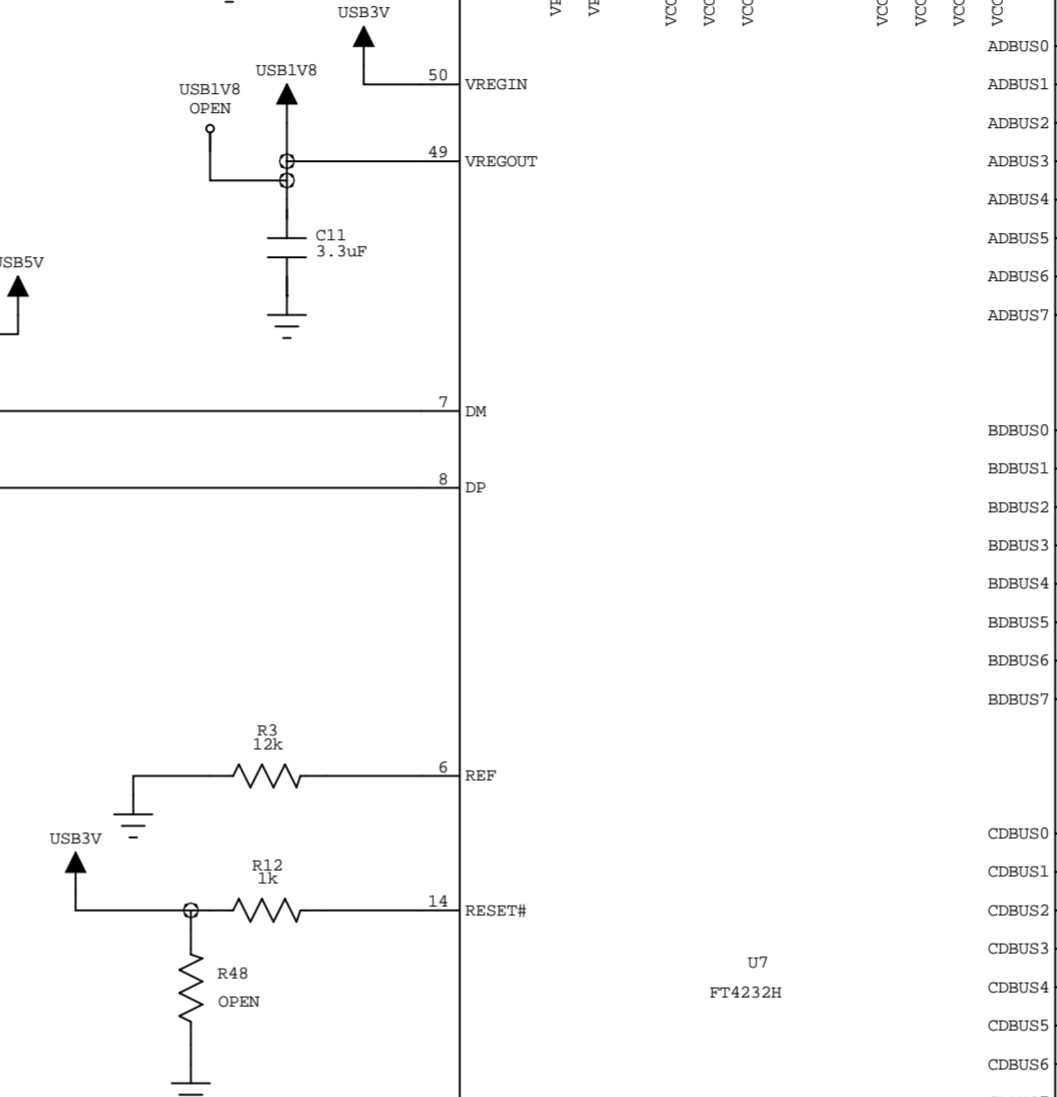 USB3V
ADBUS0
USB1V8
50
VREGIN
ADBUS1
USB1V8
OPEN
ADBUS2
49
VREGOUT
ADBUS3
ADBUS4
C11
3.3uF
ADBUS5
ADBUS6
ADBUS7
7
DM
BDBUS0
BDBUS1
8
DP
BDBUS2
BDBUS3
BDBUS4
BDBUS5
BDBUS6
BDBUS7
R3
12k
6
REF
USB3V
CDBUS0
R12
1k
CDBUS1
14
RESET#
CDBUS2
CDBUS3
R48
OPEN
U7
FT4232H
CDBUS4
CDBUS5
CDBUS6